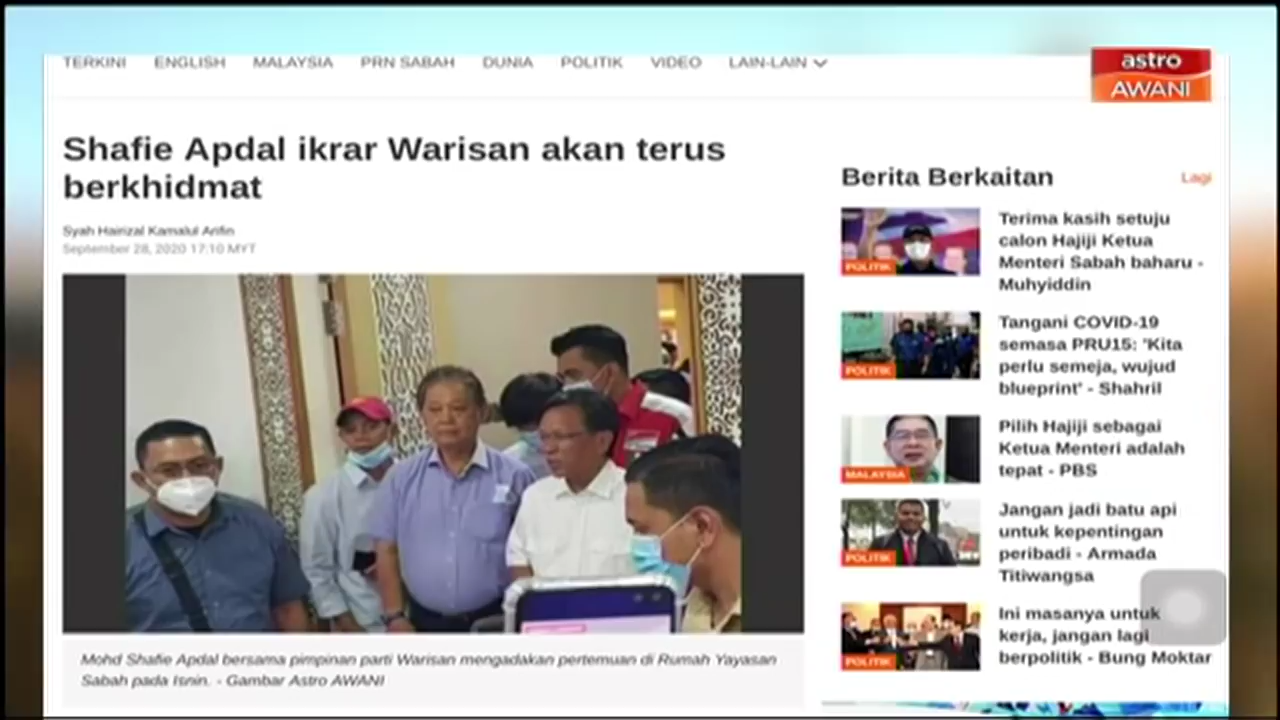 TERKINI ENGLISH MALAYSIA PRN SABAH DUNIA POLITIK VIDEO LAIN-LAIN
astro
AWANI
Shafie Apdal ikrar Warisan akan terus
berkhidmat
Syah Hairizal Kamalul Arifin
September 28, 2020 17:10 MYT
Mohd Shafie Apdal bersama pimpinan parti Warisan mengadakan pertemuan di Rumah Yayasan
Sabah pada Isnin. - Gambar Astro AWANI
Berita Berkaitan
Lagi
POLITIK
Terima kasih setuju
calon Hajiji Ketua
Menteri Sabah baharu -
Muhyiddin
POLITIK
Tangani COVID-19
semasa PRU15: 'Kita
perlu semeja, wujud
blueprint' - Shahril
MALAYSIA
Pilih Hajiji sebagai
Ketua Menteri adalah
tepat - PBS
POLITIK
Jangan jadi batu api
untuk kepentingan
peribadi - Armada
Titiwangsa
POLITIK
Ini masanya untuk
kerja, jangan lagi
berpolitik - Bung Moktar